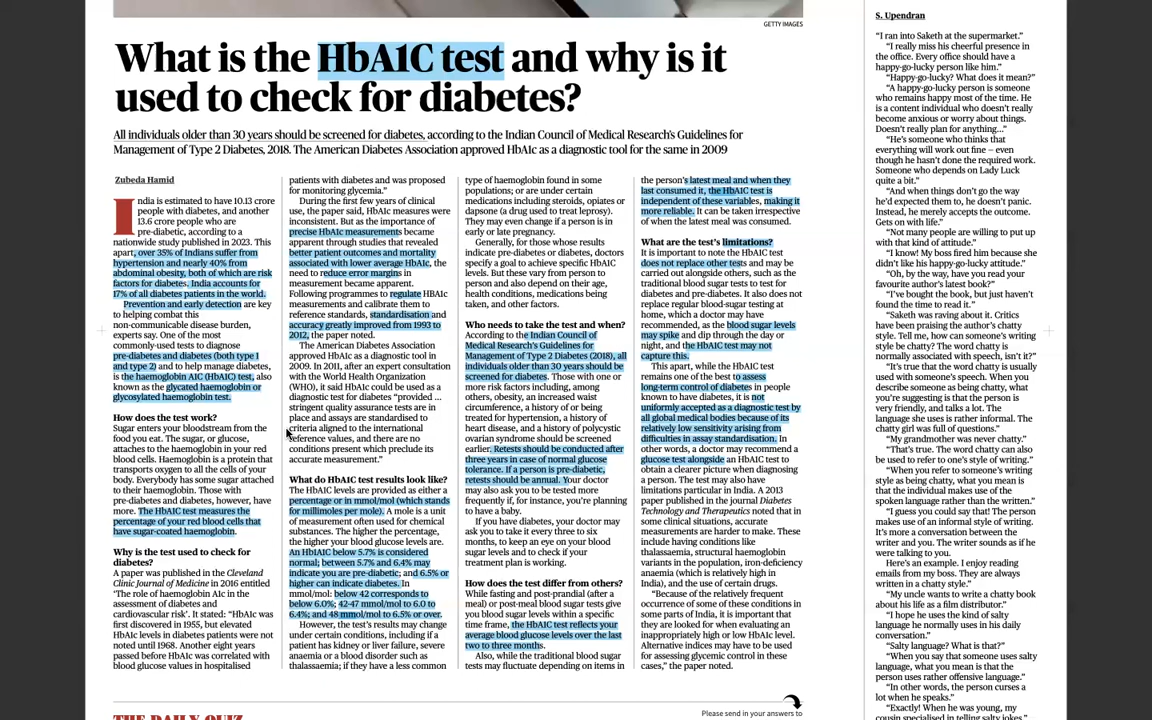 GETTY IMAGES
What is the HbA1C test and why is it
used to check for diabetes?
All individuals older than 30 years should be screened for diabetes, according to the Indian Council of Medical Research's Guidelines for
Management of Type 2 Diabetes, 2018. The American Diabetes Association approved HbA1c as a diagnostic tool for the same in 2009
Zubeda Hamid
India is estimated to have 10.13 crore
people with diabetes, and another
13.6 crore people who are
pre-diabetic, according to a
nationwide study published in 2023. This
apart, over 35% of Indians suffer from
hypertension and nearly 40% from
abdominal obesity, both of which are risk
factors for diabetes. India accounts for
17% of all diabetes patients in the world.
Prevention and early detection are key
to helping combat this
non-communicable disease burden,
experts say. One of the most
commonly-used tests to diagnose
pre-diabetes and diabetes (both type 1
and type 2) and to help manage diabetes,
is the haemoglobin A1C (HbA1C) test, also
known as the glycated haemoglobin or
glycosylated haemoglobin test.
How does the test work?
Sugar enters your bloodstream from the
food you eat. The sugar, or glucose,
attaches to the haemoglobin in your red
blood cells. Haemoglobin is a protein that
transports oxygen to all the cells of your
body. Everybody has some sugar attached
to their haemoglobin. Those with
pre-diabetes and diabetes, however, have
more. The HbA1C test measures the
percentage of your red blood cells that
have sugar-coated haemoglobin.
Why is the test used to check for
diabetes?
A paper was published in the Cleveland
Clinic Journal of Medicine in 2016 entitled
'The role of haemoglobin A1c in the
assessment of diabetes and
cardiovascular risk'. It stated: "HbA1c was
first discovered in 1955, but elevated
HbA1c levels in diabetes patients were not
noted until 1968. Another eight years
passed before HbA1c was correlated with
blood glucose values in hospitalised
patients with diabetes and was proposed
for monitoring glycemia."
During the first few years of clinical
use, the paper said, HbA1c measures were
inconsistent. But as the importance of
precise HbA1c measurements became
apparent through studies that revealed
better patient outcomes and mortality
associated with lower average HbA1c, the
need to reduce error margins in
measurement became apparent.
Following programmes to regulate HBA1c
measurements and calibrate them to
reference standards, standardisation and
accuracy greatly improved from 1993 to
2012, the paper noted.
The American Diabetes Association
approved HbA1c as a diagnostic tool in
2009. In 2011, after an expert consultation
with the World Health Organization
(WHO), it said HbA1c could be used as a
diagnostic test for diabetes "provided ...
stringent quality assurance tests are in
place and assays are standardised to
criteria aligned to the international
reference values, and there are no
conditions present which preclude its
accurate measurement."
What do HbA1C test results look like?
The HbA1C levels are provided as either a
percentage or in mmol/mol (which stands
for millimoles per mole). A mole is a unit
of measurement often used for chemical
substances. The higher the percentage,
the higher your blood glucose levels are.
An HbA1C below 5.7% is considered
normal; between 5.7% and 6.4% may
indicate you are pre-diabetic; and 6.5% or
higher can indicate diabetes. In
mmol/mol: below 42 corresponds to
below 6.0%; 42-47 mmol/mol to 6.0 to
6.4%; and 48 mmol/mol to 6.5% or over.
However, the test's results may change
under certain conditions, including if a
patient has kidney or liver failure, severe
anaemia or a blood disorder such as
thalassaemia; if they have a less common
type of haemoglobin found in some
populations; or are under certain
medications including steroids, opiates or
dapsone (a drug used to treat leprosy).
They may even change if a person is in
early or late pregnancy.
Generally, for those whose results
indicate pre-diabetes or diabetes, doctors
specify a goal to achieve specific HbA1C
levels. But these vary from person to
person and also depend on their age,
health conditions, medications being
taken, and other factors.
Who needs to take the test and when?
According to the Indian Council of
Medical Research's Guidelines for
Management of Type 2 Diabetes (2018), all
individuals older than 30 years should be
screened for diabetes. Those with one or
more risk factors including, among
others, obesity, an increased waist
circumference, a history of or being
treated for hypertension, a history of
heart disease, and a history of polycystic
ovarian syndrome should be screened
earlier. Retests should be conducted after
three years in case of normal glucose
tolerance. If a person is pre-diabetic,
retests should be annual. Your doctor
may also ask you to be tested more
frequently if, for instance, you're planning
to have a baby.
If you have diabetes, your doctor may
ask you to take it every three to six
months, to keep an eye on your blood
sugar levels and to check if your
treatment plan is working.
How does the test differ from others?
While fasting and post-prandial (after a
meal) or post-meal blood sugar tests give
you blood sugar levels within a specific
time frame, the HbA1C test reflects your
average blood glucose levels over the last
two to three months.
Also, while the traditional blood sugar
tests may fluctuate depending on items in
the person's latest meal and when they
last consumed it, the HbA1C test is
independent of these variables, making it
more reliable. It can be taken irrespective
of when the latest meal was consumed.
What are the test's limitations?
It is important to note the HbA1C test
does not replace other tests and may be
carried out alongside others, such as the
traditional blood sugar tests to test for
diabetes and pre-diabetes. It also does not
replace regular blood-sugar testing at
home, which a doctor may have
recommended, as the blood sugar levels
may spike and dip through the day or
night, and the HbA1C test may not
capture this.
This apart, while the HbA1C test
remains one of the best to assess
long-term control of diabetes in people
known to have diabetes, it is not
uniformly accepted as a diagnostic test by
all global medical bodies because of its
relatively low sensitivity arising from
difficulties in assay standardisation. In
other words, a doctor may recommend a
glucose test alongside an HbA1C test to
obtain a clearer picture when diagnosing
a person. The test may also have
limitations particular in India. A 2013
paper published in the journal Diabetes
Technology and Therapeutics noted that in
some clinical situations, accurate
measurements are harder to make. These
include having conditions like
thalassaemia, structural haemoglobin
variants in the population, iron-deficiency
anaemia (which is relatively high in
India), and the use of certain drugs.
"Because of the relatively frequent
occurrence of some of these conditions in
some parts of India, it is important that
they are looked for when evaluating an
inappropriately high or low HbA1C level.
Alternative indices may have to be used
for assessing glycemic control in these
cases," the paper noted.
THE DAILY QUIZ
Please send in your answers to
S. Upendran
"I ran into Saketh at the supermarket."
"I really miss his cheerful presence in
the office. Every office should have a
happy-go-lucky person like him."
"Happy-go-lucky? What does it mean?"
"A happy-go-lucky person is someone
who remains happy most of the time. He
is a content individual who doesn't really
become anxious or worry about things.
Doesn't really plan for anything..."
"He's someone who thinks that
everything will work out fine – even
though he hasn't done the required work.
Someone who depends on Lady Luck
quite a bit."
"And when things don't go the way
he'd expected them to, he doesn't panic.
Instead, he merely accepts the outcome.
Gets on with life."
"Not many people are willing to put up
with that kind of attitude."
"I know! My boss fired him because she
didn't like his happy-go-lucky attitude."
"Oh, by the way, have you read your
favourite author's latest book?"
"I've bought the book, but just haven't
found the time to read it."
"Saketh was raving about it. Critics
have been praising the author's chatty
style. Tell me, how can someone's writing
style be chatty? The word chatty is
normally associated with speech, isn't it?"
"It's true that the word chatty is usually
used with someone's speech. When you
describe someone as being chatty, what
you're suggesting is that the person is
very friendly, and talks a lot. The
language she uses is rather informal. The
chatty girl was full of questions."
"My grandmother was never chatty."
"That's true. The word chatty can also
be used to refer to one's style of writing."
"When you refer to someone's writing
style as being chatty, what you mean is
that the individual makes use of the
spoken language rather than the written."
"I guess you could say that! The person
makes use of an informal style of writing.
It's more a conversation between the
writer and you. The writer sounds as if he
were talking to you.
Here's an example. I enjoy reading
emails from my boss. They are always
written in a chatty style."
"My uncle wants to write a chatty book
about his life as a film distributor."
"I hope he uses the kind of salty
language he normally uses in his daily
conversation."
"Salty language? What is that?"
"When you say that someone uses salty
language, what you mean is that the
person uses rather offensive language."
"In other words, the person curses a
lot when he speaks."
"Exactly! When he was young, my
cousin specialised in telling salty jokes."